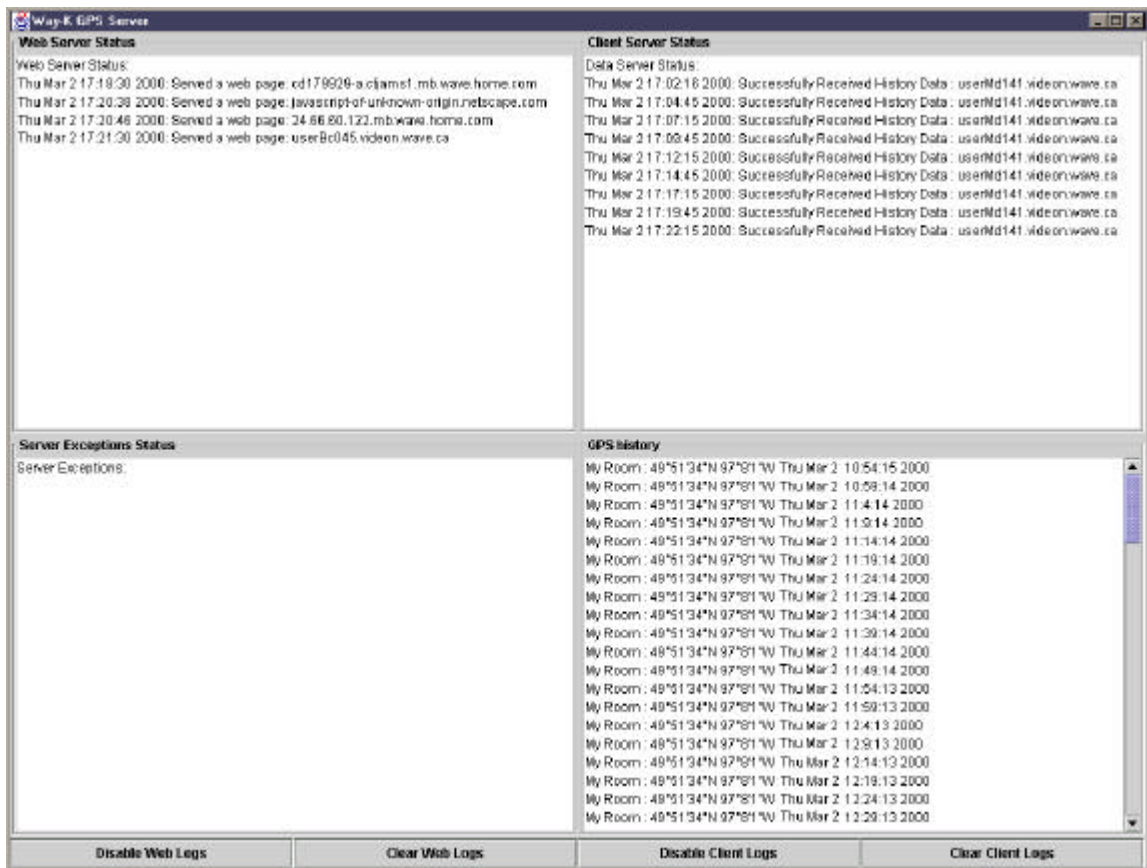 Way-K GPS Server
Web Server Status
Web Server Status:
Thu Mar 2 17:18:30 2000: Served a web page: cd179929-a.ctjams1.mb.wave.home.com
Thu Mar 2 17:20:38 2000: Served a web page: javascript-of-unknown-origin.netscape.com
Thu Mar 2 17:20:46 2000: Served a web page: 24.66.60.122.mb.wave.home.com
Thu Mar 2 17:21:30 2000: Served a web page: userBc045.videon.wave.ca
Client Server Status
Data Server Status:
Thu Mar 2 17:02:16 2000: Successfully Received History Data : userMd141.videon.wave.ca
Thu Mar 2 17:04:45 2000: Successfully Received History Data : userMd141.videon.wave.ca
Thu Mar 2 17:07:15 2000: Successfully Received History Data : userMd141.videon.wave.ca
Thu Mar 2 17:09:45 2000: Successfully Received History Data : userMd141.videon.wave.ca
Thu Mar 2 17:12:15 2000: Successfully Received History Data : userMd141.videon.wave.ca
Thu Mar 2 17:14:45 2000: Successfully Received History Data : userMd141.videon.wave.ca
Thu Mar 2 17:17:15 2000: Successfully Received History Data : userMd141.videon.wave.ca
Thu Mar 2 17:19:45 2000: Successfully Received History Data : userMd141.videon.wave.ca
Thu Mar 2 17:22:15 2000: Successfully Received History Data : userMd141.videon.wave.ca
Server Exceptions Status
Server Exceptions:
GPS history
My Room : 49°51'34"N 97°8'1"W Thu Mar 2 10:54:15 2000
My Room : 49°51'34"N 97°8'1"W Thu Mar 2 10:59:14 2000
My Room : 49°51'34"N 97°8'1"W Thu Mar 2 11:4:14 2000
My Room : 49°51'34"N 97°8'1"W Thu Mar 2 11:9:14 2000
My Room : 49°51'34"N 97°8'1"W Thu Mar 2 11:14:14 2000
My Room : 49°51'34"N 97°8'1"W Thu Mar 2 11:19:14 2000
My Room : 49°51'34"N 97°8'1"W Thu Mar 2 11:24:14 2000
My Room : 49°51'34"N 97°8'1"W Thu Mar 2 11:29:14 2000
My Room : 49°51'34"N 97°8'1"W Thu Mar 2 11:34:14 2000
My Room : 49°51'34"N 97°8'1"W Thu Mar 2 11:39:14 2000
My Room : 49°51'34"N 97°8'1"W Thu Mar 2 11:44:14 2000
My Room : 49°51'34"N 97°8'1"W Thu Mar 2 11:49:14 2000
My Room : 49°51'34"N 97°8'1"W Thu Mar 2 11:54:13 2000
My Room : 49°51'34"N 97°8'1"W Thu Mar 2 11:59:13 2000
My Room : 49°51'34"N 97°8'1"W Thu Mar 2 12:4:13 2000
My Room : 49°51'34"N 97°8'1"W Thu Mar 2 12:9:13 2000
My Room : 49°51'34"N 97°8'1"W Thu Mar 2 12:14:13 2000
My Room : 49°51'34"N 97°8'1"W Thu Mar 2 12:19:13 2000
My Room : 49°51'34"N 97°8'1"W Thu Mar 2 12:24:13 2000
My Room : 49°51'34"N 97°8'1"W Thu Mar 2 12:29:13 2000
Disable Web Logs
Clear Web Logs
Disable Client Logs
Clear Client Logs